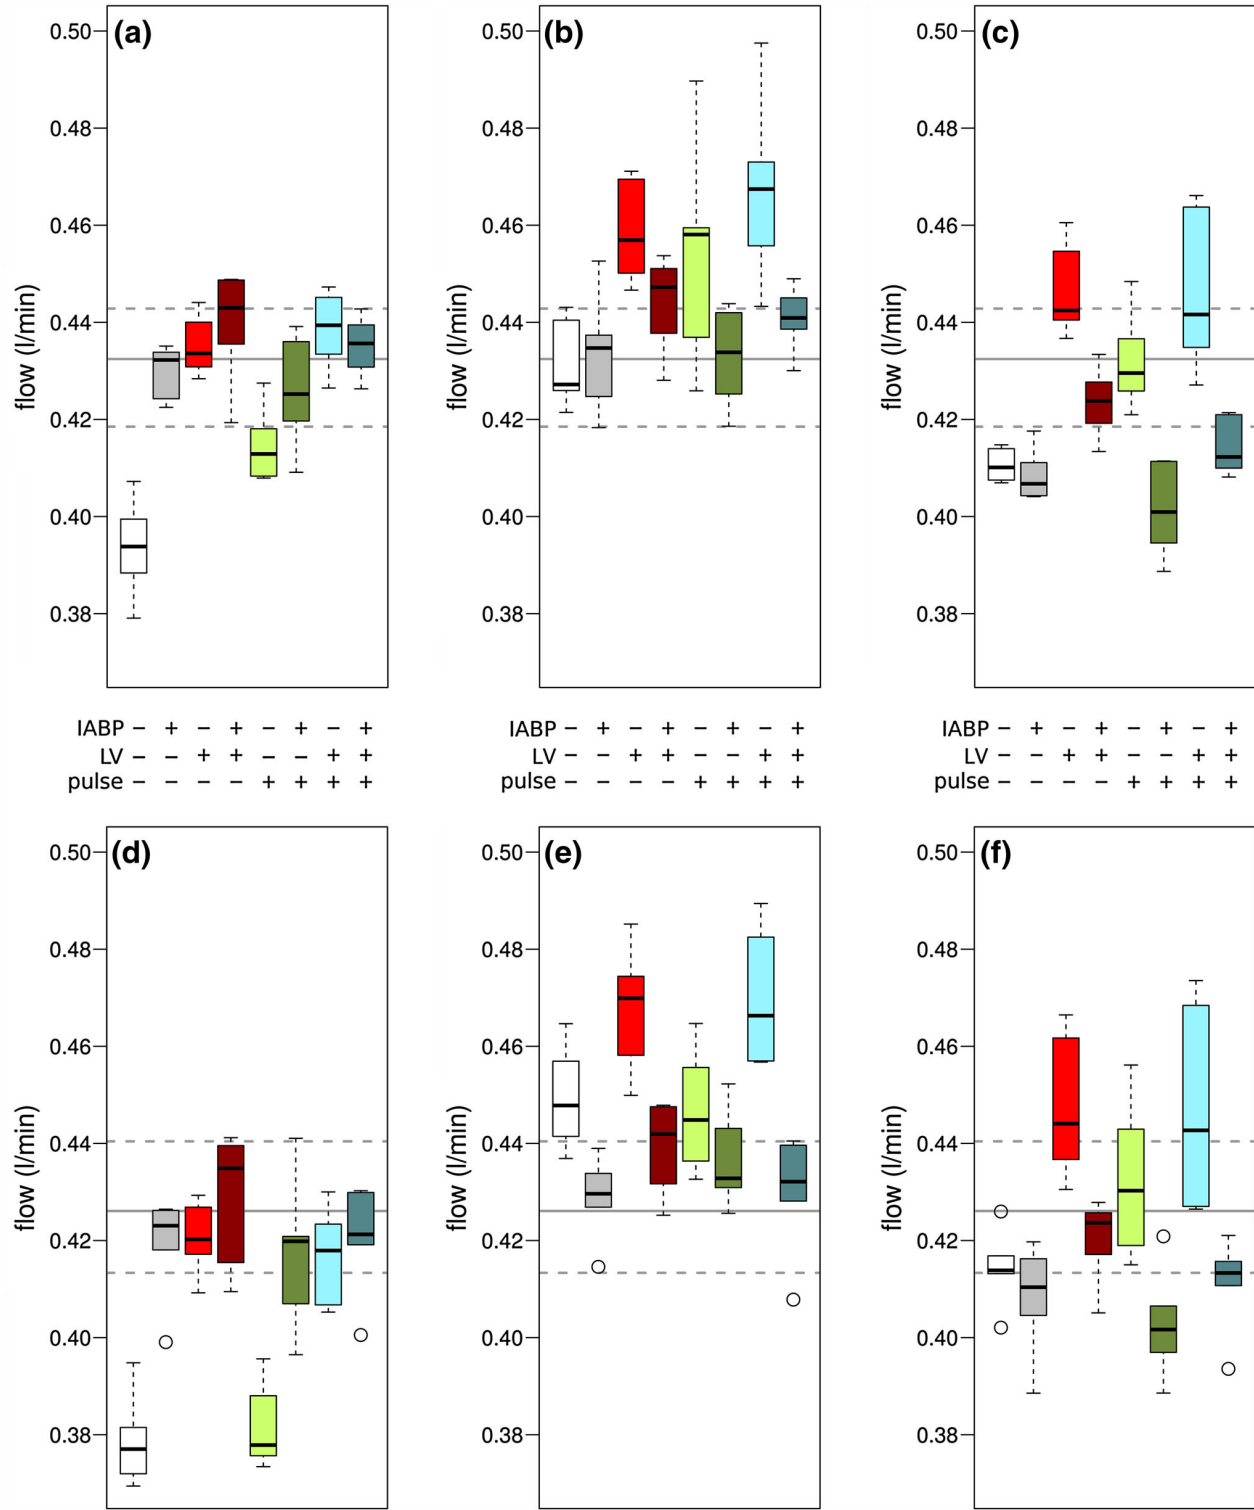 (a) (b) (c)
0.50 0.50 0.50
0.48 0.48 0.48
0.46 0.46 0.46
0.44 0.44 0.44
0.42 0.42 0.42
0.40 0.40 0.40
0.38 0.38 0.38
flow (l/min) flow (l/min) flow (l/min)
IABP − + − + − + − + IABP − + − + − + − + IABP − + − + − + − +
LV − − + + − − + + LV − − + + − − + + LV − − + + − − + +
pulse − − − − + + + + pulse − − − − + + + + pulse − − − − + + + +
(d) (e) (f)
0.50 0.50 0.50
0.48 0.48 0.48
0.46 0.46 0.46
0.44 0.44 0.44
0.42 0.42 0.42
0.40 0.40 0.40
0.38 0.38 0.38
flow (l/min) flow (l/min) flow (l/min)